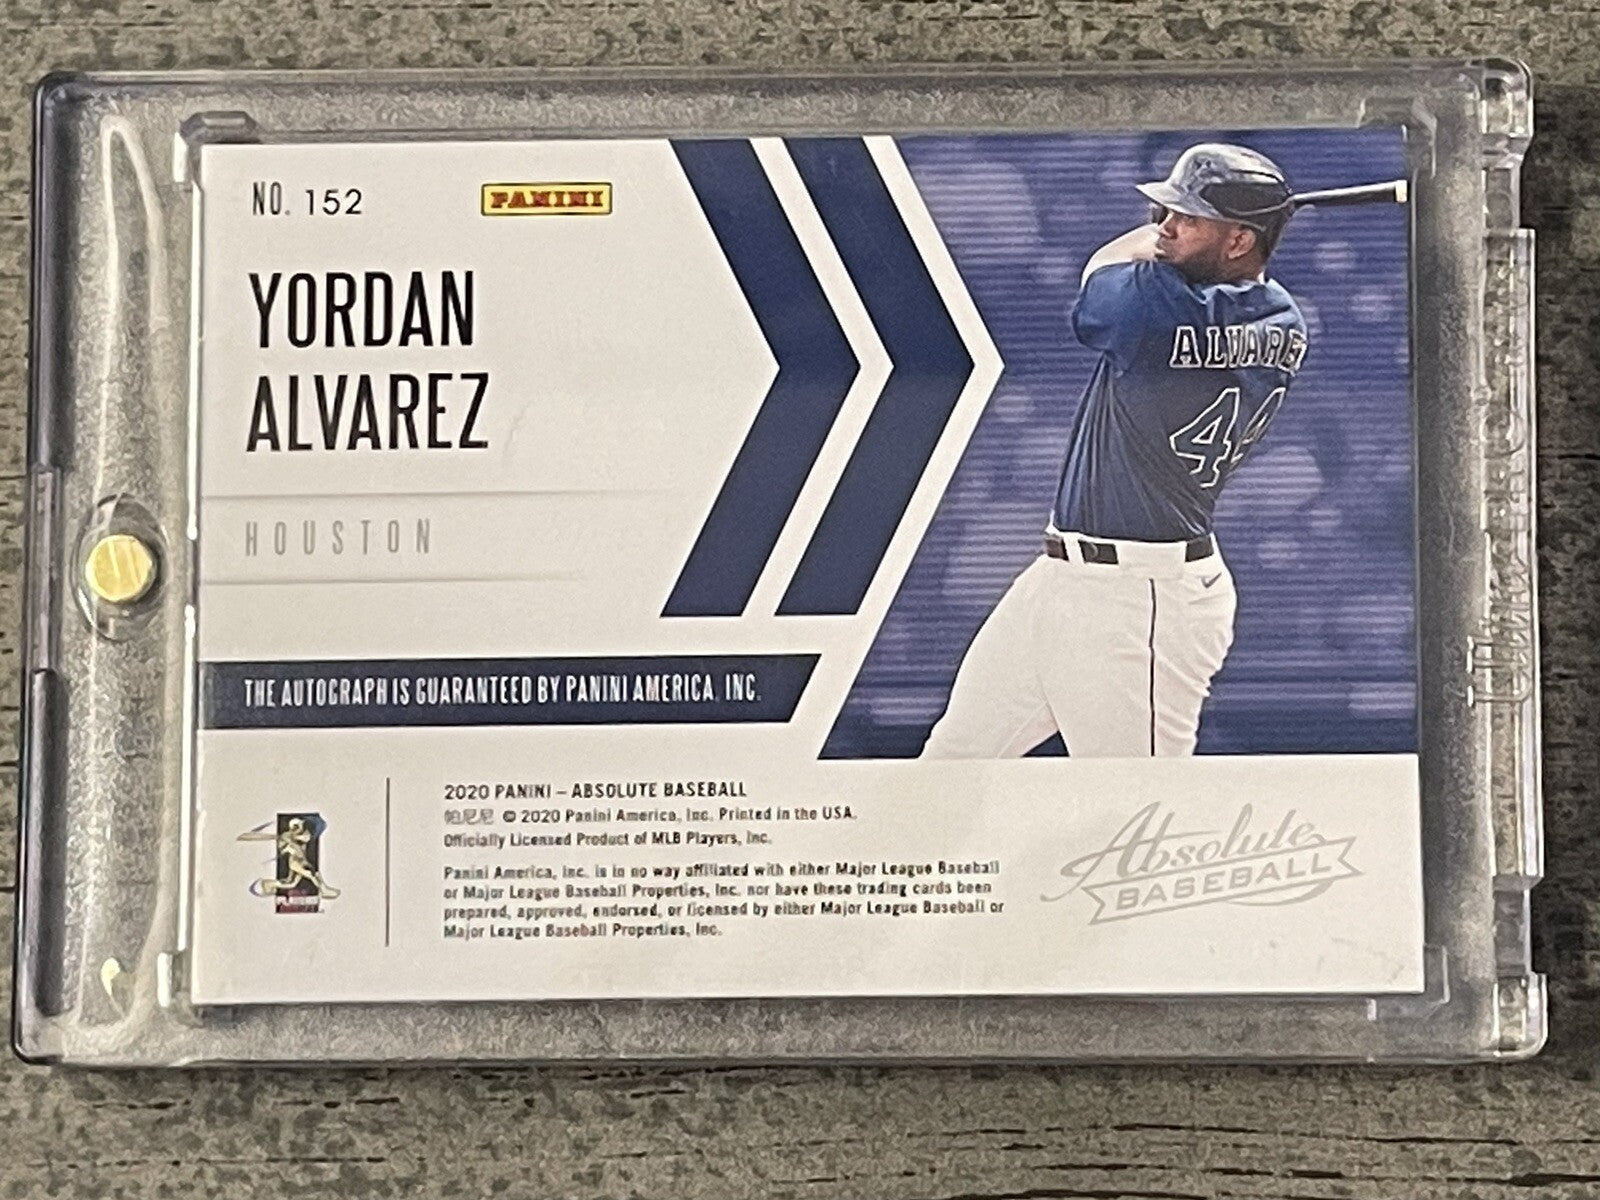 NO. 152
PANINI
YORDAN
ALVAREZ
HOUSTON
THE AUTOGRAPH IS GUARANTEED BY PANINI AMERICA, INC.
ALVARE
44
2020 PANINI – ABSOLUTE BASEBALL
帕尼尼 © 2020 Panini America, Inc. Printed in the USA.
Officially Licensed Product of MLB Players, Inc.
Panini America, Inc. is in no way affiliated with either Major League Baseball
or Major League Baseball Properties, Inc. nor have these trading cards been
prepared, approved, endorsed, or licensed by either Major League Baseball or
Major League Baseball Properties, Inc.
PLAYERS
Absolute
BASEBALL